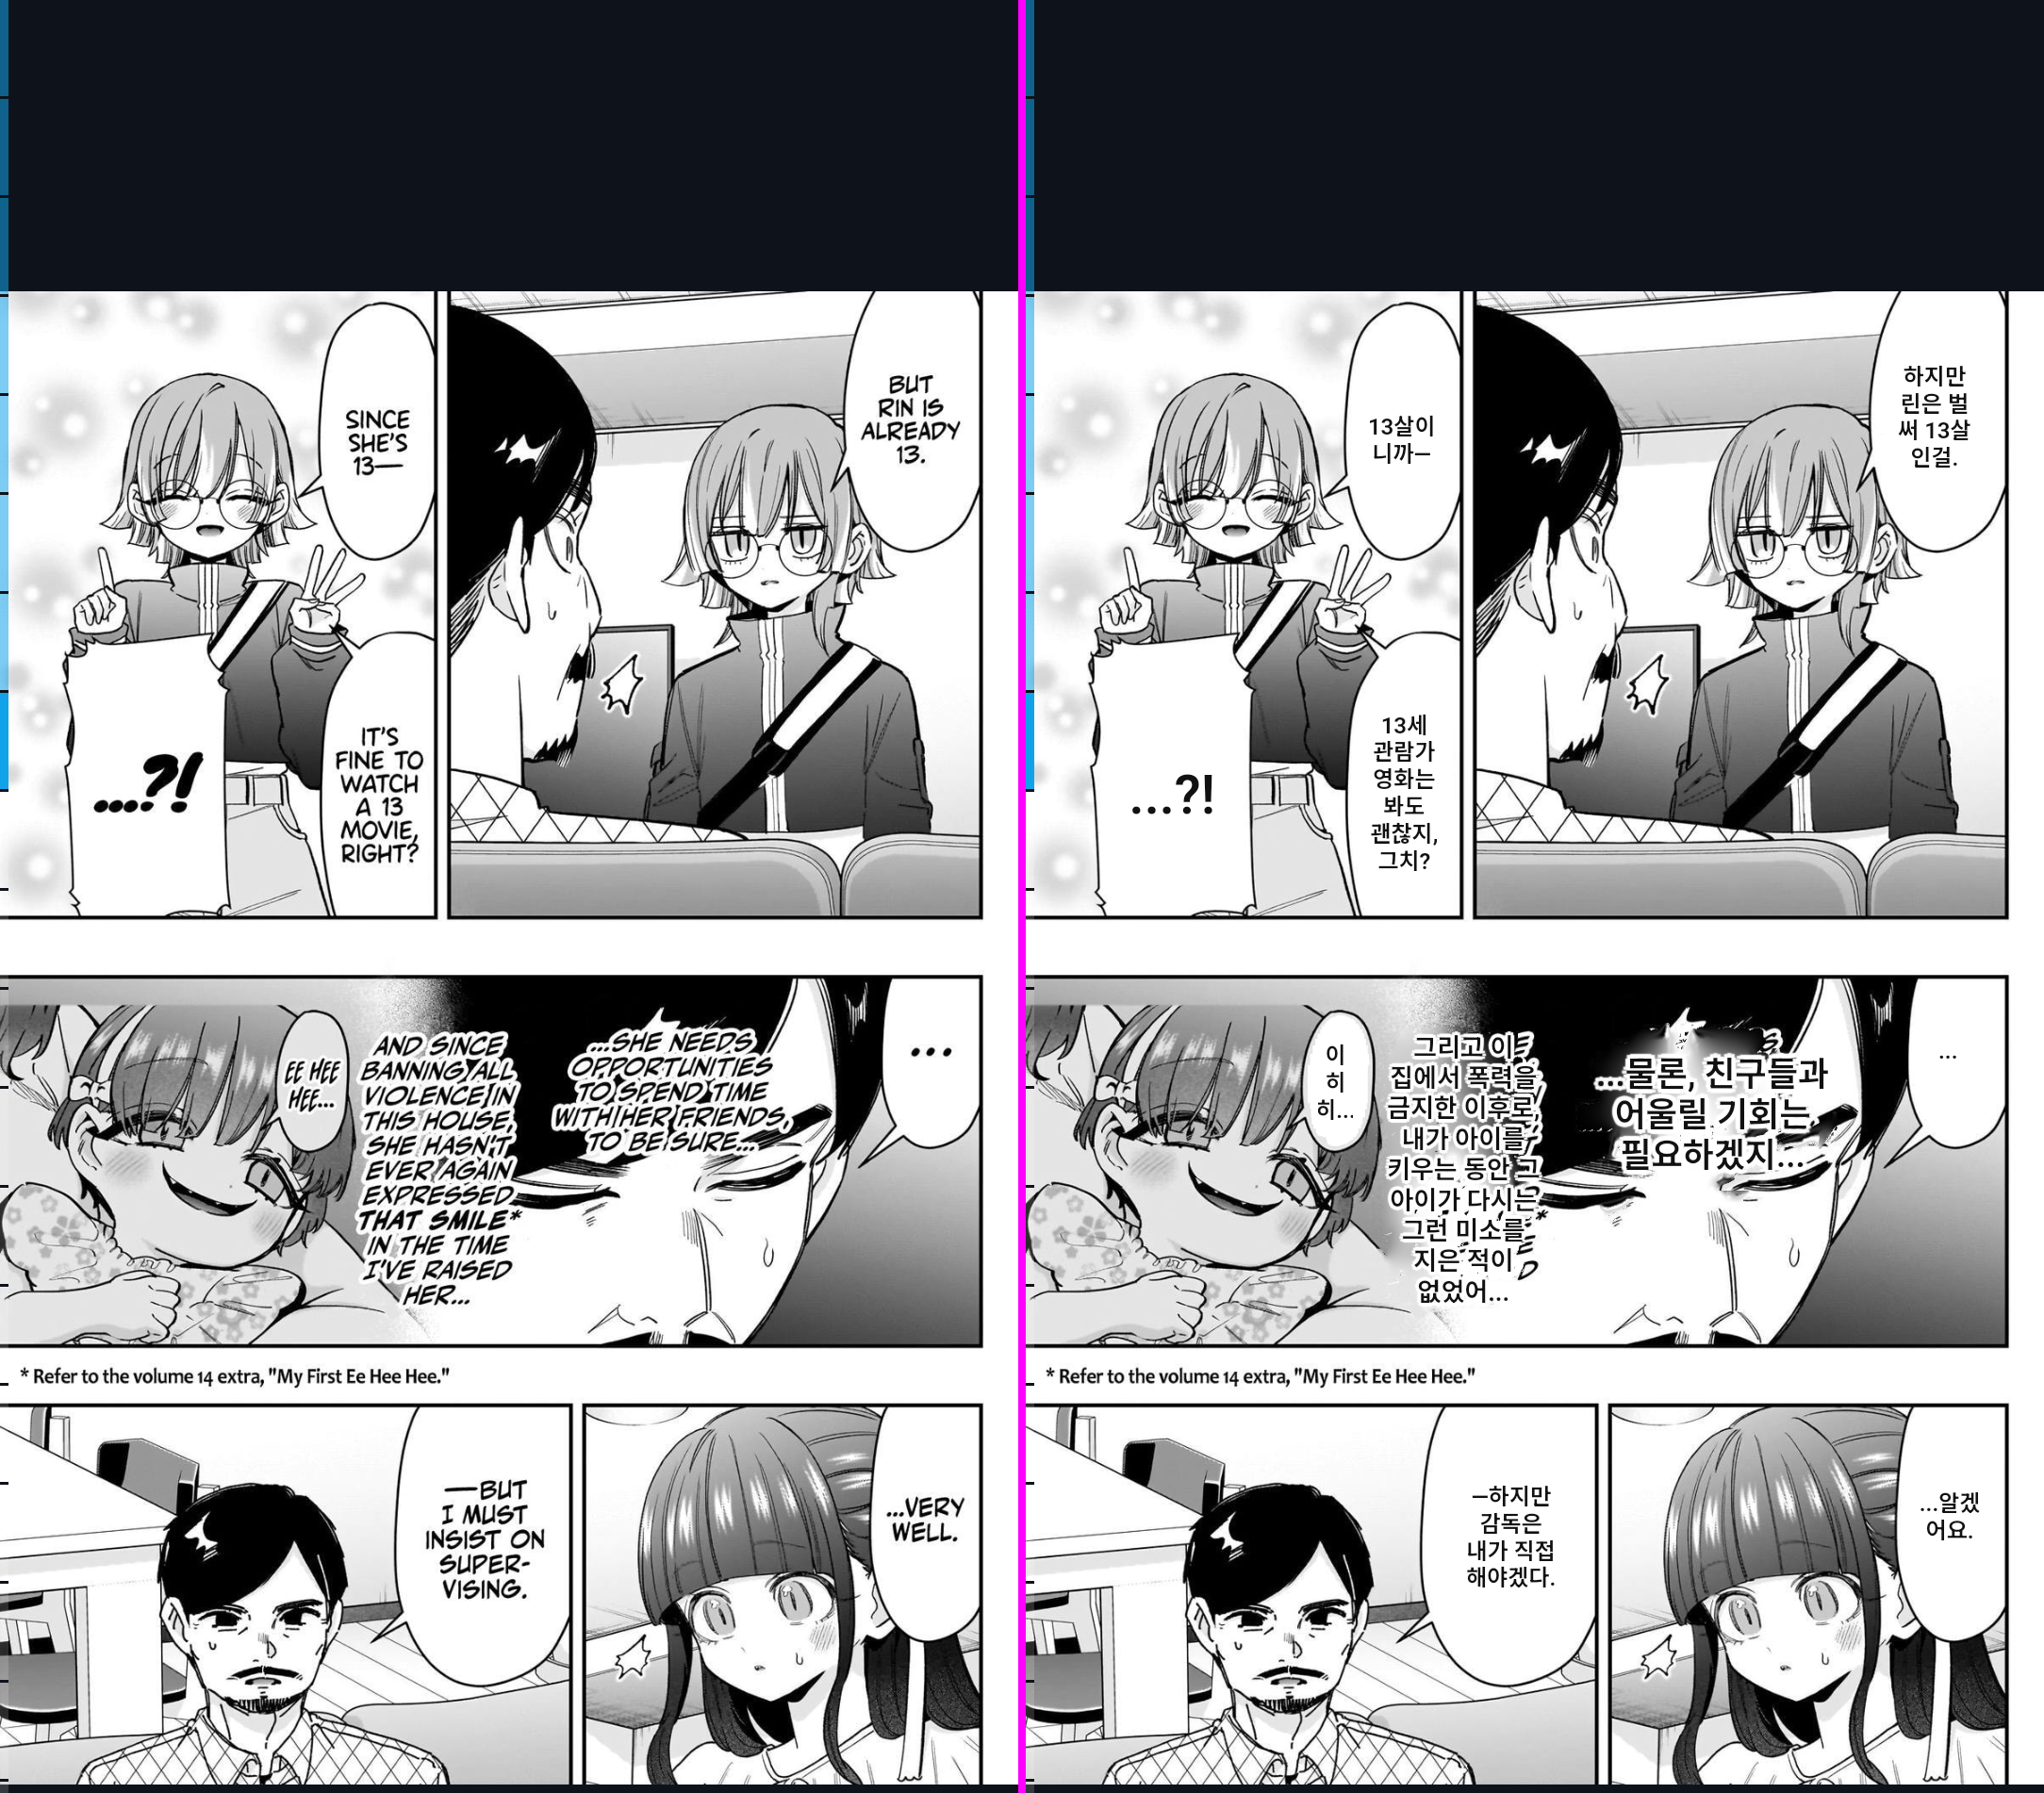 BUT
RIN IS
ALREADY
13.
SINCE
SHE'S
13—
IT'S
FINE TO
WATCH
A 13
MOVIE,
RIGHT?
...?!
...
...SHE NEEDS
OPPORTUNITIES
TO SPEND TIME
WITH HER FRIENDS,
TO BE SURE...
AND SINCE
BANNING ALL
VIOLENCE IN
THIS HOUSE,
SHE HASN'T
EVER AGAIN
EXPRESSED
THAT SMILE*
IN THE TIME
I'VE RAISED
HER...
EE HEE
HEE...
* Refer to the volume 14 extra, "My First Ee Hee Hee."
...VERY
WELL.
—BUT
I MUST
INSIST ON
SUPER-
VISING.
하지만
린은 벌
써 13살
인걸.
13살이
니까—
13세
관람가
영화는
봐도
괜찮지,
그치?
...?!
...
...물론, 친구들과
어울릴 기회는
필요하겠지...
그리고 이
집에서 폭력을
금지한 이후로,
내가 아이를
키우는 동안 그
아이가 다시는
그런 미소를
지은 적이
없었어...
이
히
히...
* Refer to the volume 14 extra, "My First Ee Hee Hee."
...알겠
어요.
—하지만
감독은
내가 직접
해야겠다.